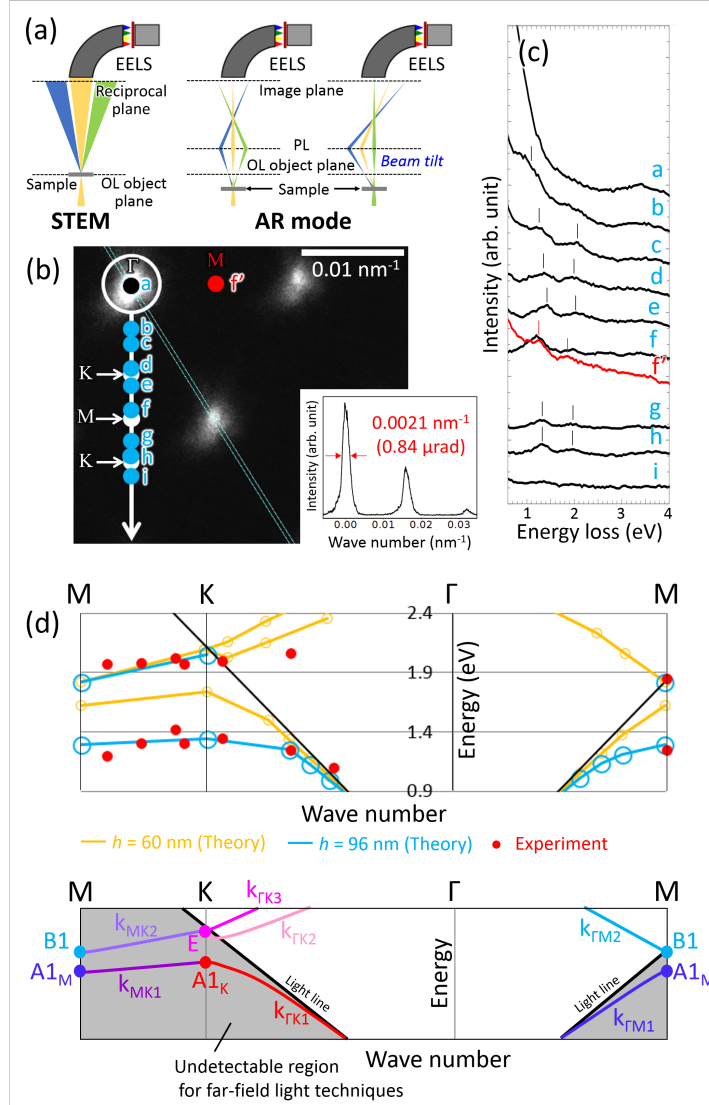 (a)
EELS
EELS
EELS
Reciprocal
plane
Image plane
PL
OL object plane
Beam tilt
Sample
OL object
plane
Sample
STEM
AR mode
(b)
Γ
a
M
f′
0.01 nm-1
b
c
K
d
e
f
M
g
K
h
i
0.0021 nm-1
(0.84 μrad)
Intensity (arb. unit)
0.00
0.01
0.02
0.03
Wave number (nm-1)
(c)
Intensity (arb. unit)
a
b
c
d
e
f
f′
g
h
i
1
2
3
4
Energy loss (eV)
(d)
M
K
Γ
M
2.4
1.9
1.4
0.9
Energy (eV)
Wave number
h = 60 nm (Theory)
h = 96 nm (Theory)
Experiment
M
K
Γ
M
kΓK3
kMK2
kΓK2
kΓM2
B1
E
B1
A1M
A1K
A1M
kMK1
kΓK1
kΓM1
Light line
Light line
Energy
Undetectable region
for far-field light techniques
Wave number